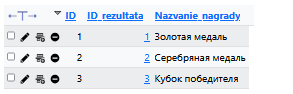 ID ID_rezultata Nazvanie_nagrady
1 1 Золотая медаль
2 2 Серебряная медаль
3 3 Кубок победителя